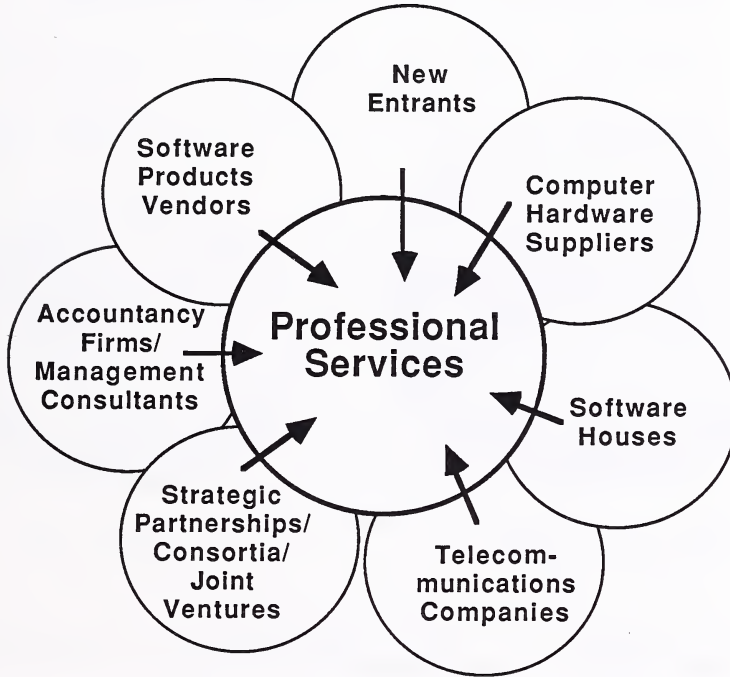 New
Entrants
Computer
Hardware
Suppliers
Software
Houses
Telecom-
munications
Companies
Strategic
Partnerships/
Consortia/
Joint
Ventures
Accountancy
Firms/
Management
Consultants
Software
Products
Vendors
Professional
Services